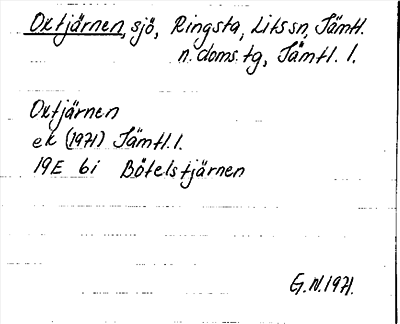 Oxtjärnen, sjö, Ringsta, Lits sn, Jämtl.
n. doms. tg, Jämtl. l.
Oxtjärnen
ek (1971) Jämtl. l.
19E 6i Bötelstjärnen
G.N. 1971.